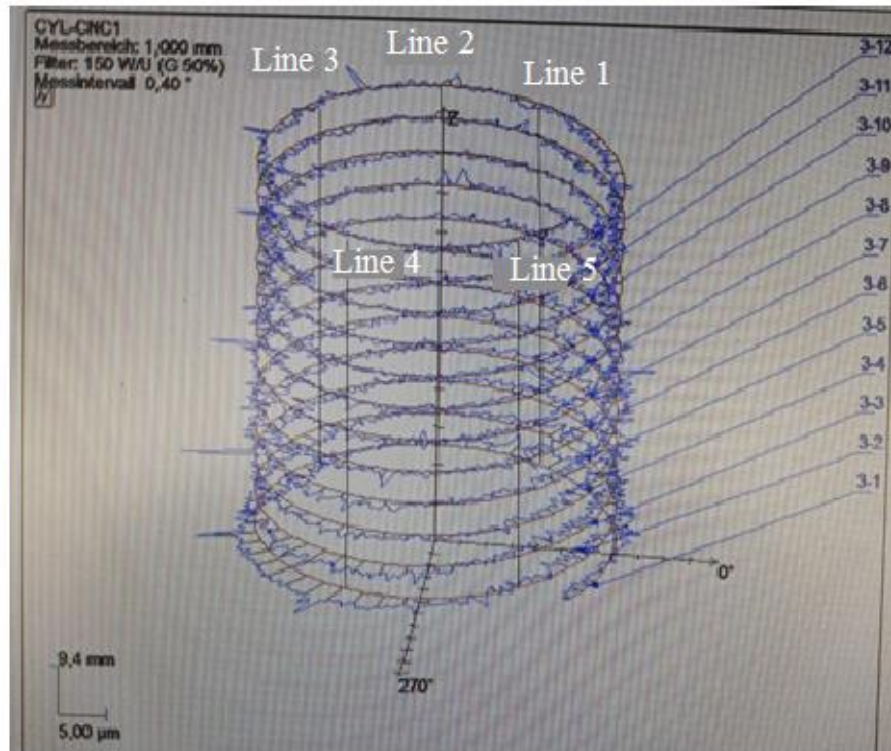 CYL-CNC1
Messbereich: 1,000 mm
Filter: 150 W/U (G 50%)
Messintervall 0,40 °
Line 3
Line 2
Line 1
Z
3-12
3-11
3-10
3-9
3-8
3-7
3-6
3-5
3-4
3-3
3-2
3-1
Line 4
Line 5
0°
270°
9,4 mm
5,00 µm